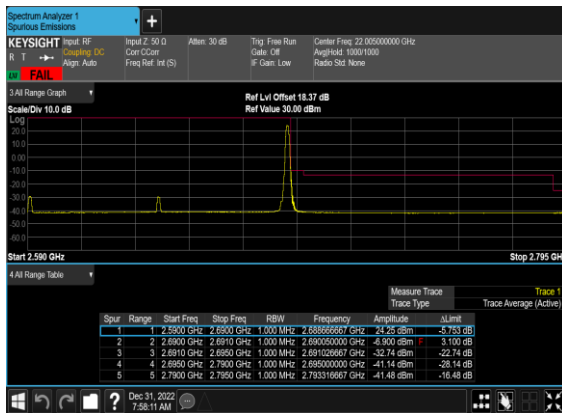 Spectrum Analyzer 1
Spurious Emissions
KEYSIGHT Input: RF Input Z: 50 Ω Atten: 30 dB Trig: Free Run Center Freq: 22.005000000 GHz
R T Coupling: DC Corr CCorr Gate: Off Avg|Hold: 1000/1000
Align: Auto Freq Ref: Int (S) IF Gain: Low Radio Std: None
LW FAIL
3 All Range Graph
Ref Lvl Offset 18.37 dB
Scale/Div 10.0 dB Ref Value 30.00 dBm
Log
20.0
10.0
0.00
-10.0
-20.0
-30.0
-40.0
-50.0
-60.0
Start 2.590 GHz Stop 2.795 GH
4 All Range Table
Measure Trace Trace 1
Trace Type Trace Average (Active)
Spur Range Start Freq Stop Freq RBW Frequency Amplitude ΔLimit
1 1 2.5900 GHz 2.6900 GHz 1.000 MHz 2.688666667 GHz 24.25 dBm -5.753 dB
2 2 2.6900 GHz 2.6910 GHz 1.000 MHz 2.690050000 GHz -6.900 dBm F 3.100 dB
3 3 2.6910 GHz 2.6950 GHz 1.000 MHz 2.691026667 GHz -32.74 dBm -22.74 dB
4 4 2.6950 GHz 2.7900 GHz 1.000 MHz 2.695000000 GHz -41.14 dBm -28.14 dB
5 5 2.7900 GHz 2.7950 GHz 1.000 MHz 2.793316667 GHz -41.48 dBm -16.48 dB
Dec 31, 2022
7:58:11 AM